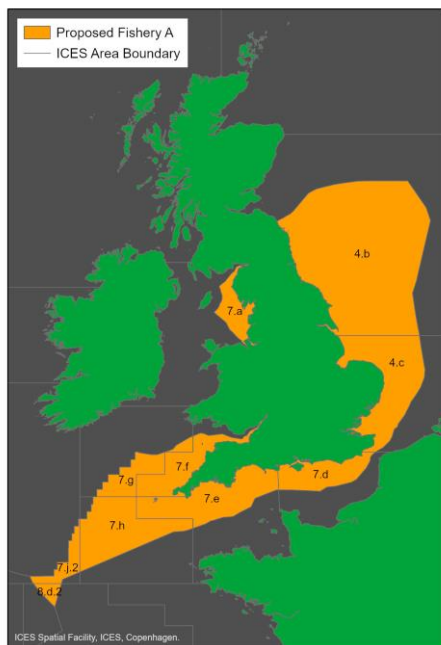 Proposed Fishery A
ICES Area Boundary
4.b
7.a
4.c
7.f
7.d
7.g
7.e
7.h
7.j.2
8.d.2
ICES Spatial Facility, ICES, Copenhagen.